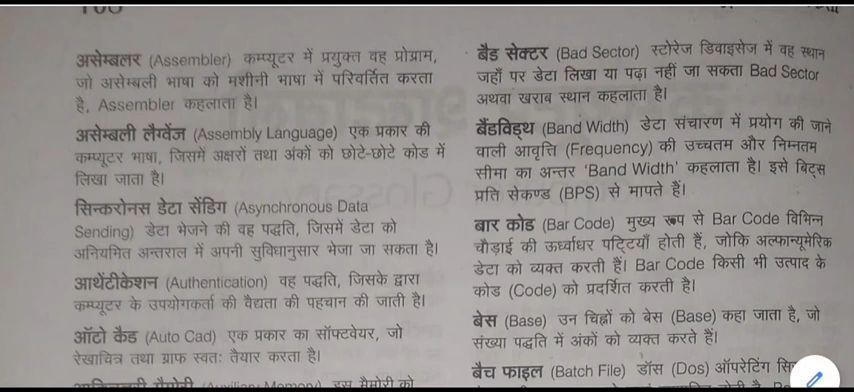 असेम्बलर (Assembler) कम्प्यूटर में प्रयुक्त वह प्रोग्राम,
जो असेम्बली भाषा को मशीनी भाषा में परिवर्तित करता
है, Assembler कहलाता है।
असेम्बली लैंग्वेंज (Assembly Language) एक प्रकार की
कम्प्यूटर भाषा, जिसमें अक्षरों तथा अंकों को छोटे-छोटे कोड में
लिखा जाता है।
सिन्करोनस डेटा सेंडिग (Asynchronous Data
Sending) डेटा भेजने की वह पद्धति, जिसमें डेटा को
अनियमित अन्तराल में अपनी सुविधानुसार भेजा जा सकता है।
आथेंटीकेशन (Authentication) वह पद्धति, जिसके द्वारा
कम्प्यूटर के उपयोगकर्ता की वैद्यता की पहचान की जाती है।
ऑटो कैड (Auto Cad) एक प्रकार का सॉफ्टवेयर, जो
रेखाचित्र तथा ग्राफ स्वतः तैयार करता है।
(Auxiliary Memory) इस मैमोरी को
बैड सेक्टर (Bad Sector) स्टोरेज डिवाइसेज में वह स्थान
जहाँ पर डेटा लिखा या पढ़ा नहीं जा सकता Bad Sector
अथवा खराब स्थान कहलाता है।
बैंडविड्थ (Band Width) डेटा संचारण में प्रयोग की जाने
वाली आवृत्ति (Frequency) की उच्चतम और निम्नतम
सीमा का अन्तर ‘Band Width’ कहलाता है। इसे बिट्स
प्रति सेकण्ड (BPS) से मापते हैं।
बार कोड (Bar Code) मुख्य रूप से Bar Code विभिन्न
चौड़ाई की ऊर्ध्वाधर पट्टियाँ होती हैं, जोकि अल्फान्यूमेरिक
डेटा को व्यक्त करती हैं। Bar Code किसी भी उत्पाद के
कोड (Code) को प्रदर्शित करती है।
बेस (Base) उन चिह्नों को बेस (Base) कहा जाता है, जो
संख्या पद्धति में अंकों को व्यक्त करते हैं।
बैच फाइल (Batch File) डॉस (Dos) ऑपरेटिंग